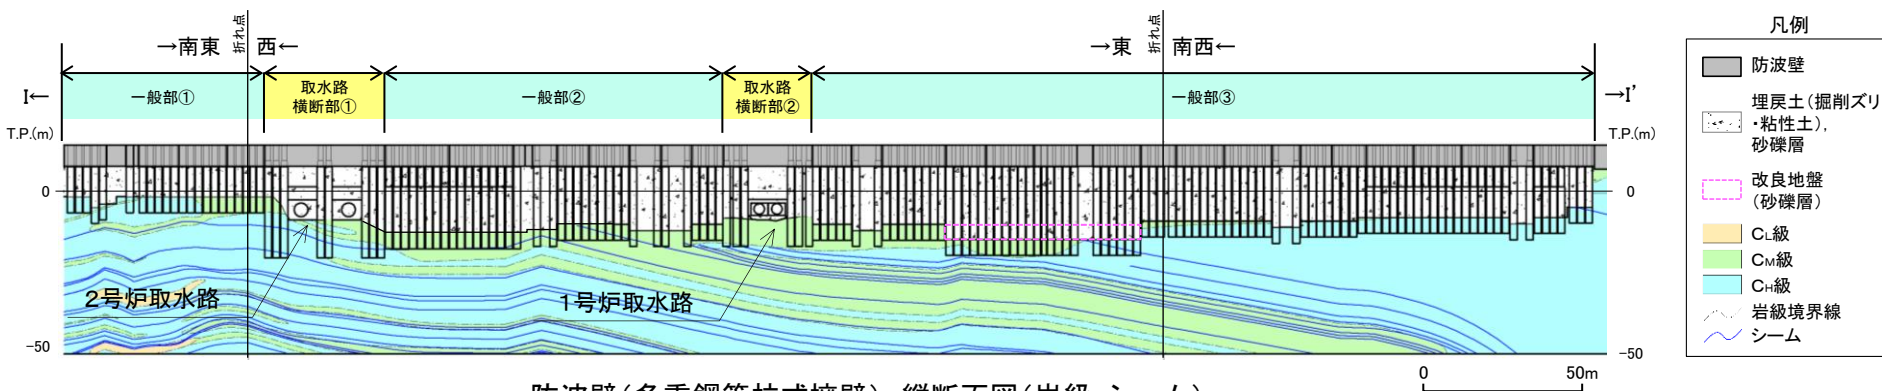 →南東
折れ点
西←
→東
折れ点
南西←
I←
一般部①
取水路
横断部①
一般部②
取水路
横断部②
一般部③
→I'
T.P.(m)
T.P.(m)
0
0
2号炉取水路
1号炉取水路
-50
-50
0
50m
凡例
防波壁
埋戻土(掘削ズリ
・粘性土),
砂礫層
改良地盤
(砂礫層)
CL級
CM級
CH級
岩級境界線
シーム